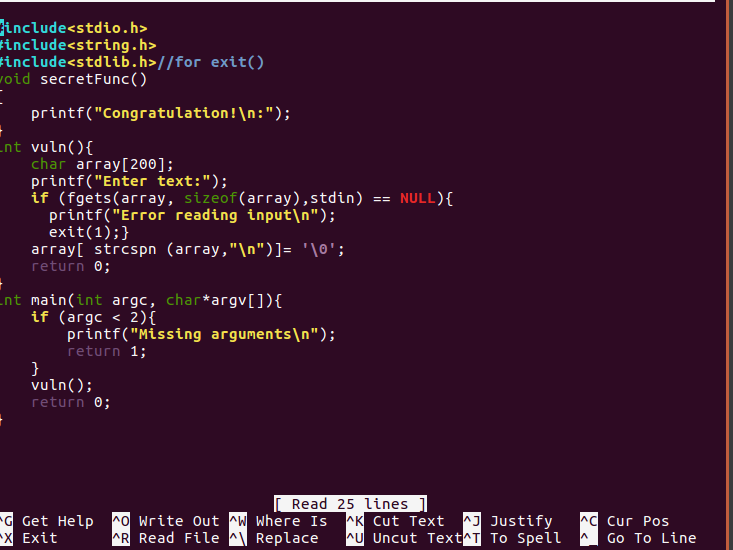 #include<stdio.h>
#include<string.h>
#include<stdlib.h>//for exit()
void secretFunc()
{
    printf("Congratulation!\n:");
}
int vuln(){
    char array[200];
    printf("Enter text:");
    if (fgets(array, sizeof(array),stdin) == NULL){
      printf("Error reading input\n");
      exit(1);}
    array[ strcspn (array,"\n")]= '\0';
    return 0;
}
int main(int argc, char*argv[]){
    if (argc < 2){
        printf("Missing arguments\n");
        return 1;
    }
    vuln();
    return 0;
}
[ Read 25 lines ]
^G Get Help  ^O Write Out ^W Where Is  ^K Cut Text  ^J Justify   ^C Cur Pos
^X Exit      ^R Read File ^\ Replace   ^U Uncut Text^T To Spell  ^_ Go To Line